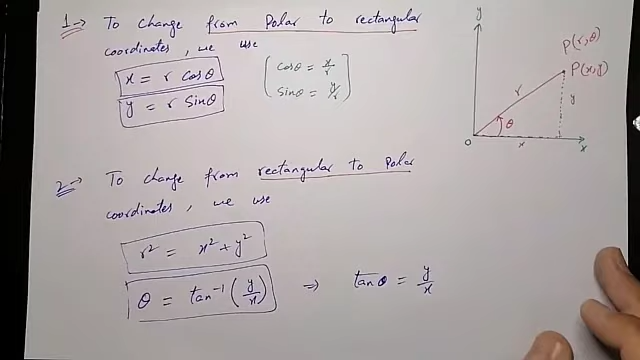 1 → To change from Polar to rectangular
coordinates, we use
x = r cosθ
y = r Sinθ
cosθ = x/r
Sinθ = y/r
y
P(r, θ)
P(x, y)
r
y
θ
O
x
x
2 → To change from rectangular to Polar
coordinates, we use
r² = x² + y²
θ = tan⁻¹(y/x) ⇒ tanθ = y/x